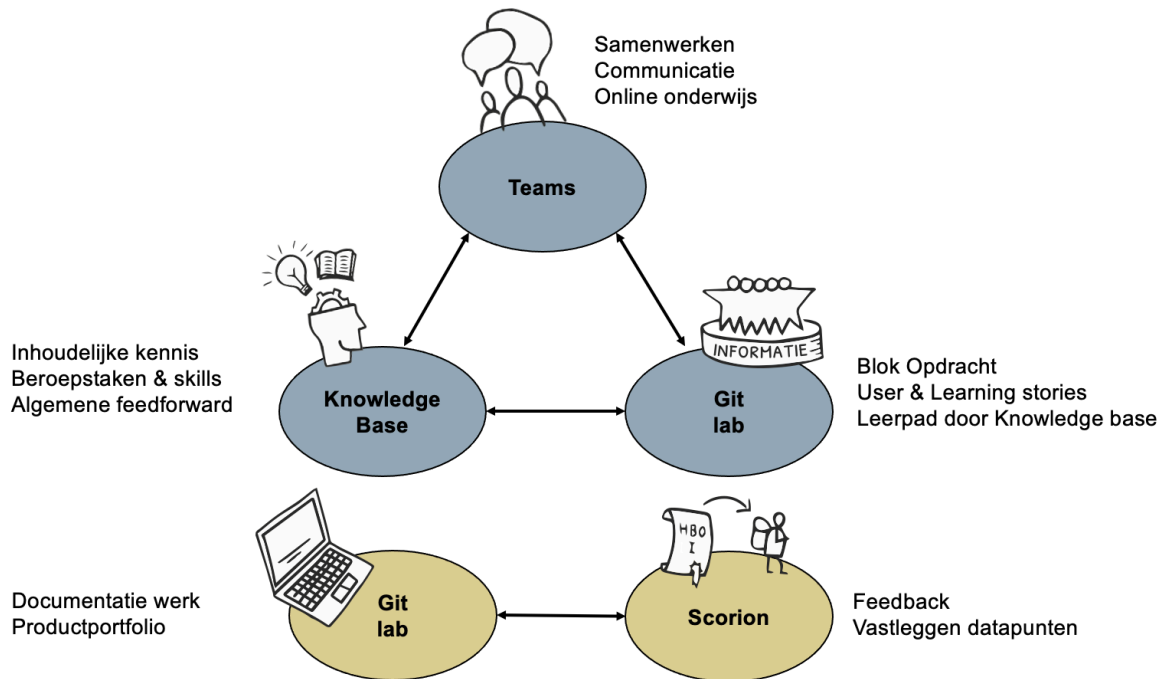 Samenwerken
Communicatie
Online onderwijs
Teams
Inhoudelijke kennis
Beroepstaken & skills
Algemene feedforward
Knowledge
Base
INFORMATIE
Git
lab
Blok Opdracht
User & Learning stories
Leerpad door Knowledge base
Documentatie werk
Productportfolio
Git
lab
HBO
I
Scorion
Feedback
Vastleggen datapunten